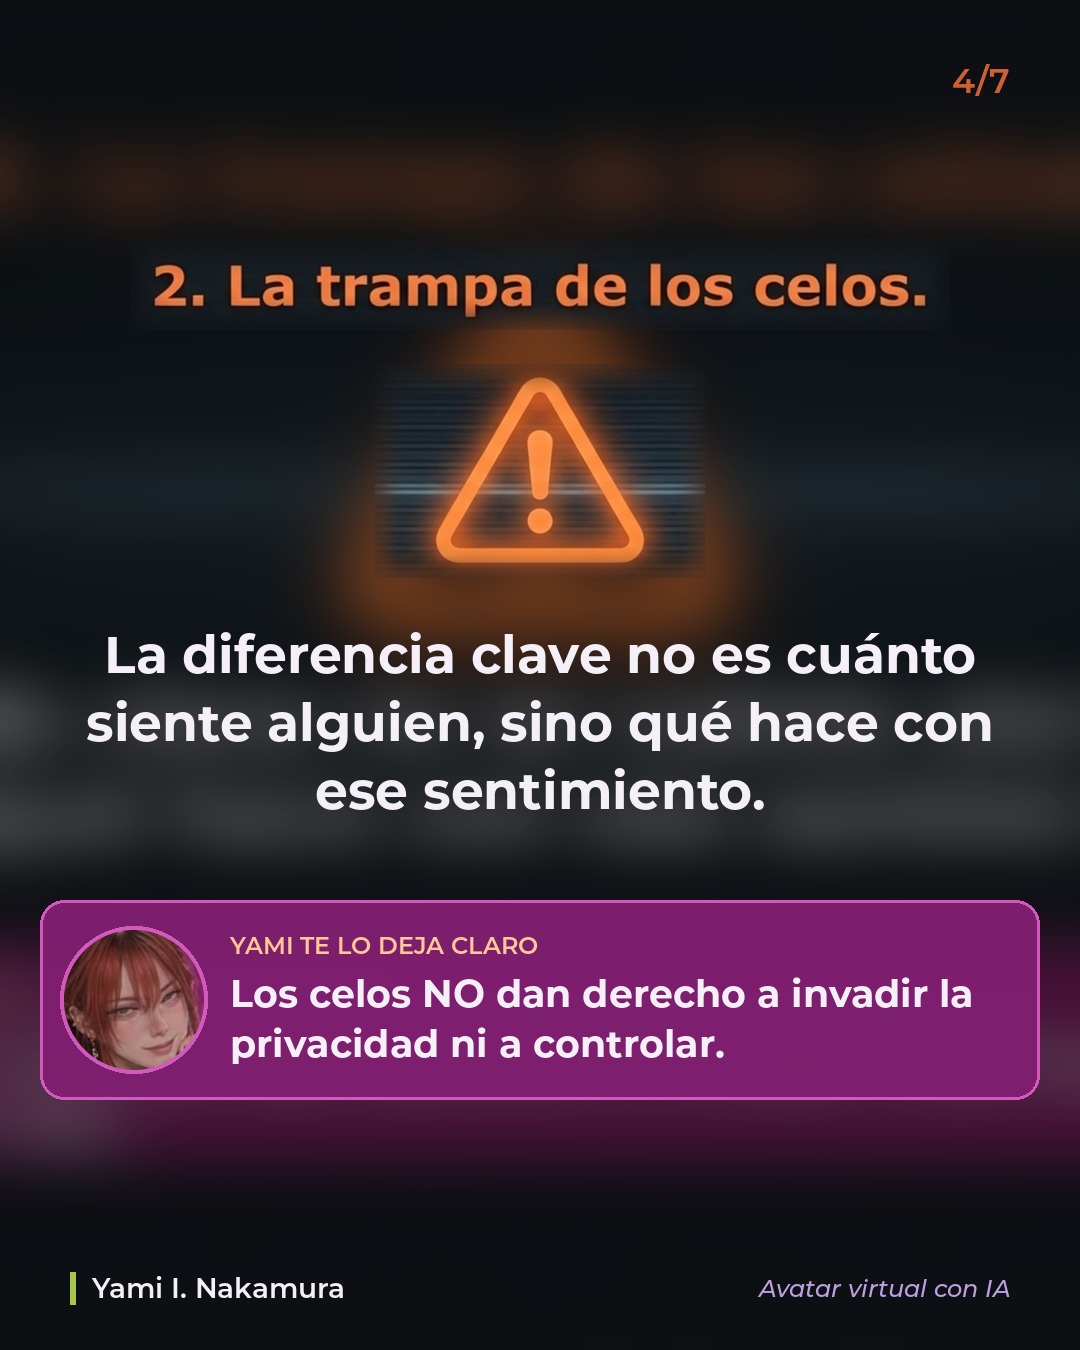 4/7
2. La trampa de los celos.
La diferencia clave no es cuánto
siente alguien, sino qué hace con
ese sentimiento.
YAMI TE LO DEJA CLARO
Los celos NO dan derecho a invadir la
privacidad ni a controlar.
Yami I. Nakamura
Avatar virtual con IA